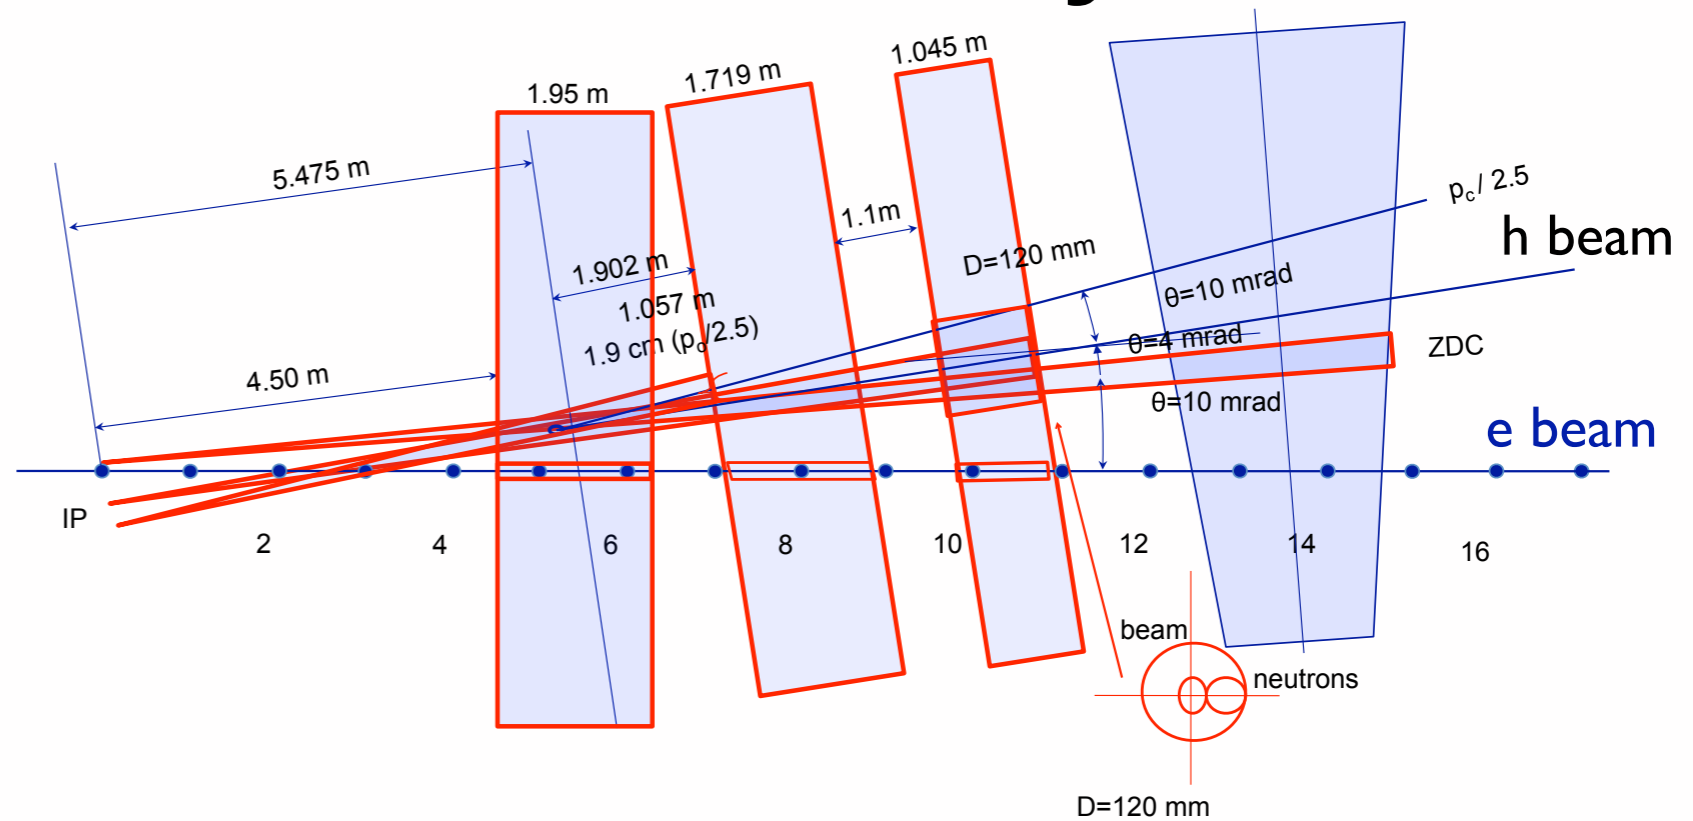 1.045 m
1.719 m
1.95 m
5.475 m
p_c / 2.5
1.1m
h beam
D=120 mm
1.902 m
θ=10 mrad
1.057 m
1.9 cm (p_o/2.5)
θ=4 mrad
ZDC
4.50 m
θ=10 mrad
e beam
IP
2 4 6 8 10 12 14 16
beam
neutrons
D=120 mm